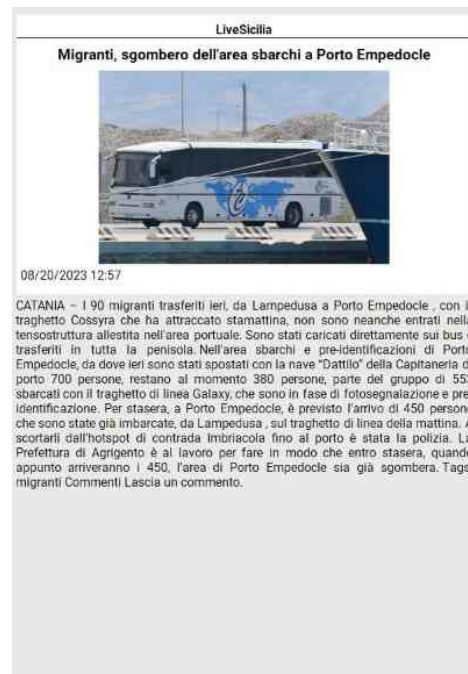 LiveSicilia
Migranti, sgombero dell'area sbarchi a Porto Empedocle
08/20/2023 12:57
CATANIA – I 90 migranti trasferiti ieri, da Lampedusa a Porto Empedocle , con
traghetto Cossyra che ha attraccato stamattina, non sono neanche entrati nella
tensostruttura allestita nell'area portuale. Sono stati caricati direttamente sui bus
trasferiti in tutta la penisola. Nell'area sbarchi e pre-identificazioni di Porto
Empedocle, da dove ieri sono stati spostati con la nave "Dattilo" della Capitaneria d
porto 700 persone, restano al momento 380 persone, parte del gruppo di 553
sbarcati con il traghetto di linea Galaxy, che sono in fase di fotosegnalazione e pre
identificazione. Per stasera, a Porto Empedocle, è previsto l'arrivo di 450 persone
che sono state già imbarcate, da Lampedusa , sul traghetto di linea della mattina. A
scortarli dall'hotspot di contrada Imbriacola fino al porto è stata la polizia. La
Prefettura di Agrigento è al lavoro per fare in modo che entro stasera, quando
appunto arriveranno i 450, l'area di Porto Empedocle sia già sgombera. Tags
migranti Commenti Lascia un commento.